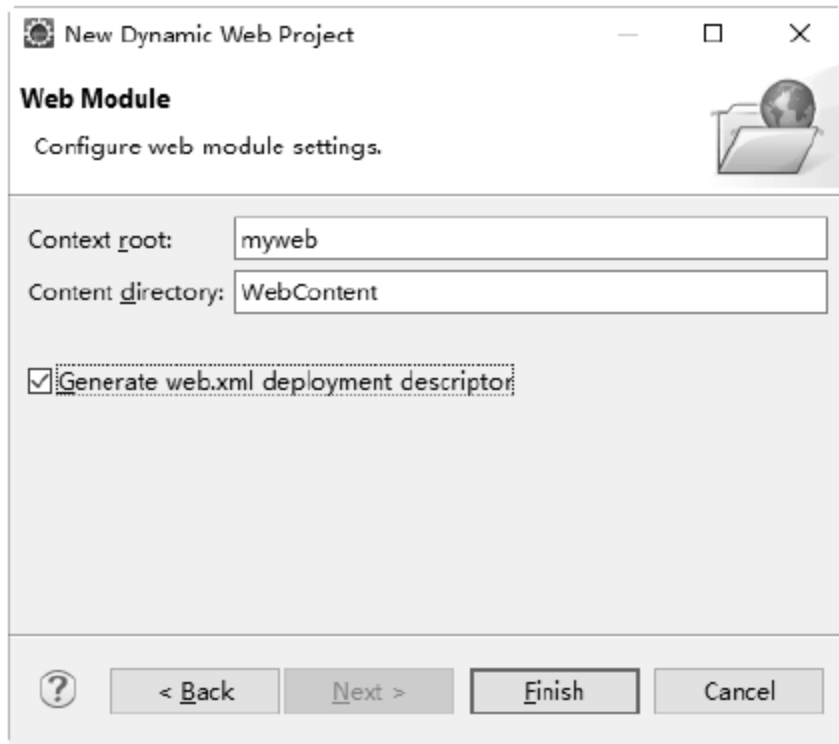 New Dynamic Web Project
Web Module
Configure web module settings.
Context root: myweb
Content directory: WebContent
Generate web.xml deployment descriptor
? < Back Next > Finish Cancel